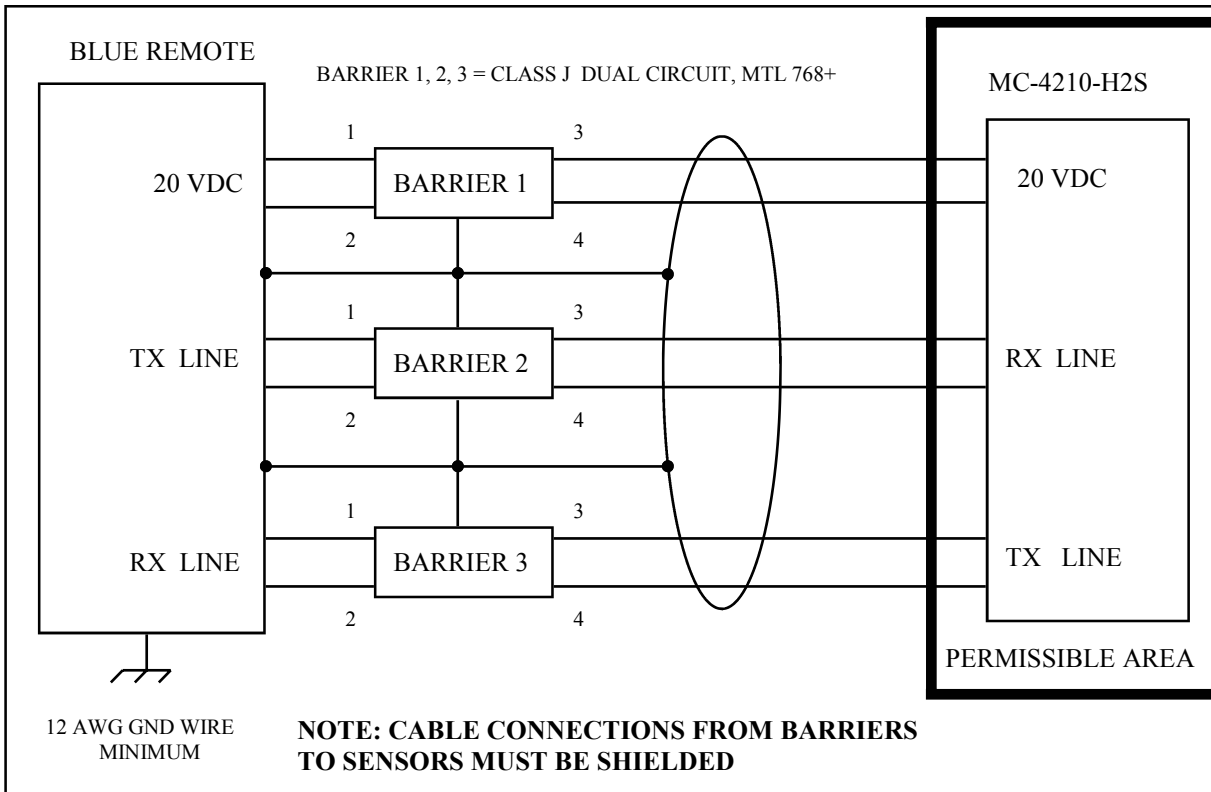 BLUE REMOTE
BARRIER 1, 2, 3 = CLASS J DUAL CIRCUIT, MTL 768+
MC-4210-H2S
1
3
20 VDC
BARRIER 1
20 VDC
2
4
1
3
TX LINE
BARRIER 2
RX LINE
2
4
1
3
RX LINE
BARRIER 3
TX LINE
2
4
PERMISSIBLE AREA
12 AWG GND WIRE
MINIMUM
NOTE: CABLE CONNECTIONS FROM BARRIERS
TO SENSORS MUST BE SHIELDED